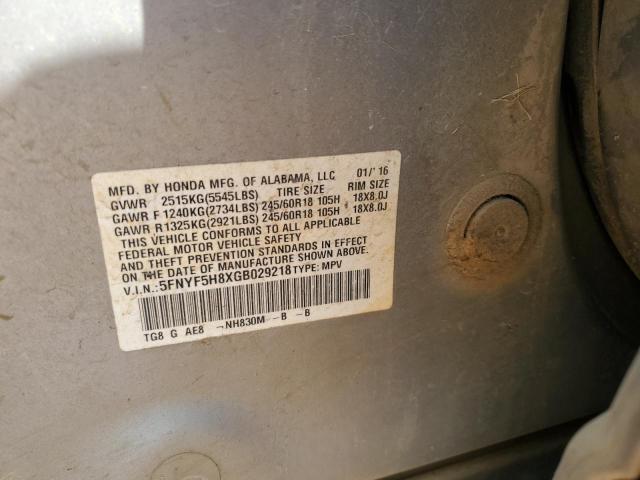 MFD. BY HONDA MFG. OF ALABAMA, LLC 01/'16
GVWR 2515KG(5545LBS) TIRE SIZE RIM SIZE
GAWR F 1240KG(2734LBS) 245/60R18 105H 18X8.0J
GAWR R1325KG(2921LBS) 245/60R18 105H 18X8.0J
THIS VEHICLE CONFORMS TO ALL APPLICABLE
FEDERAL MOTOR VEHICLE SAFETY
AND THEFT PREVENTION STANDARDS IN EFFECT
ON THE DATE OF MANUFACTURE SHOWN ABOVE.
V.I.N.:5FNYF5H8XGB029218 TYPE: MPV
TG8 G AE8 -NH830M -B -B